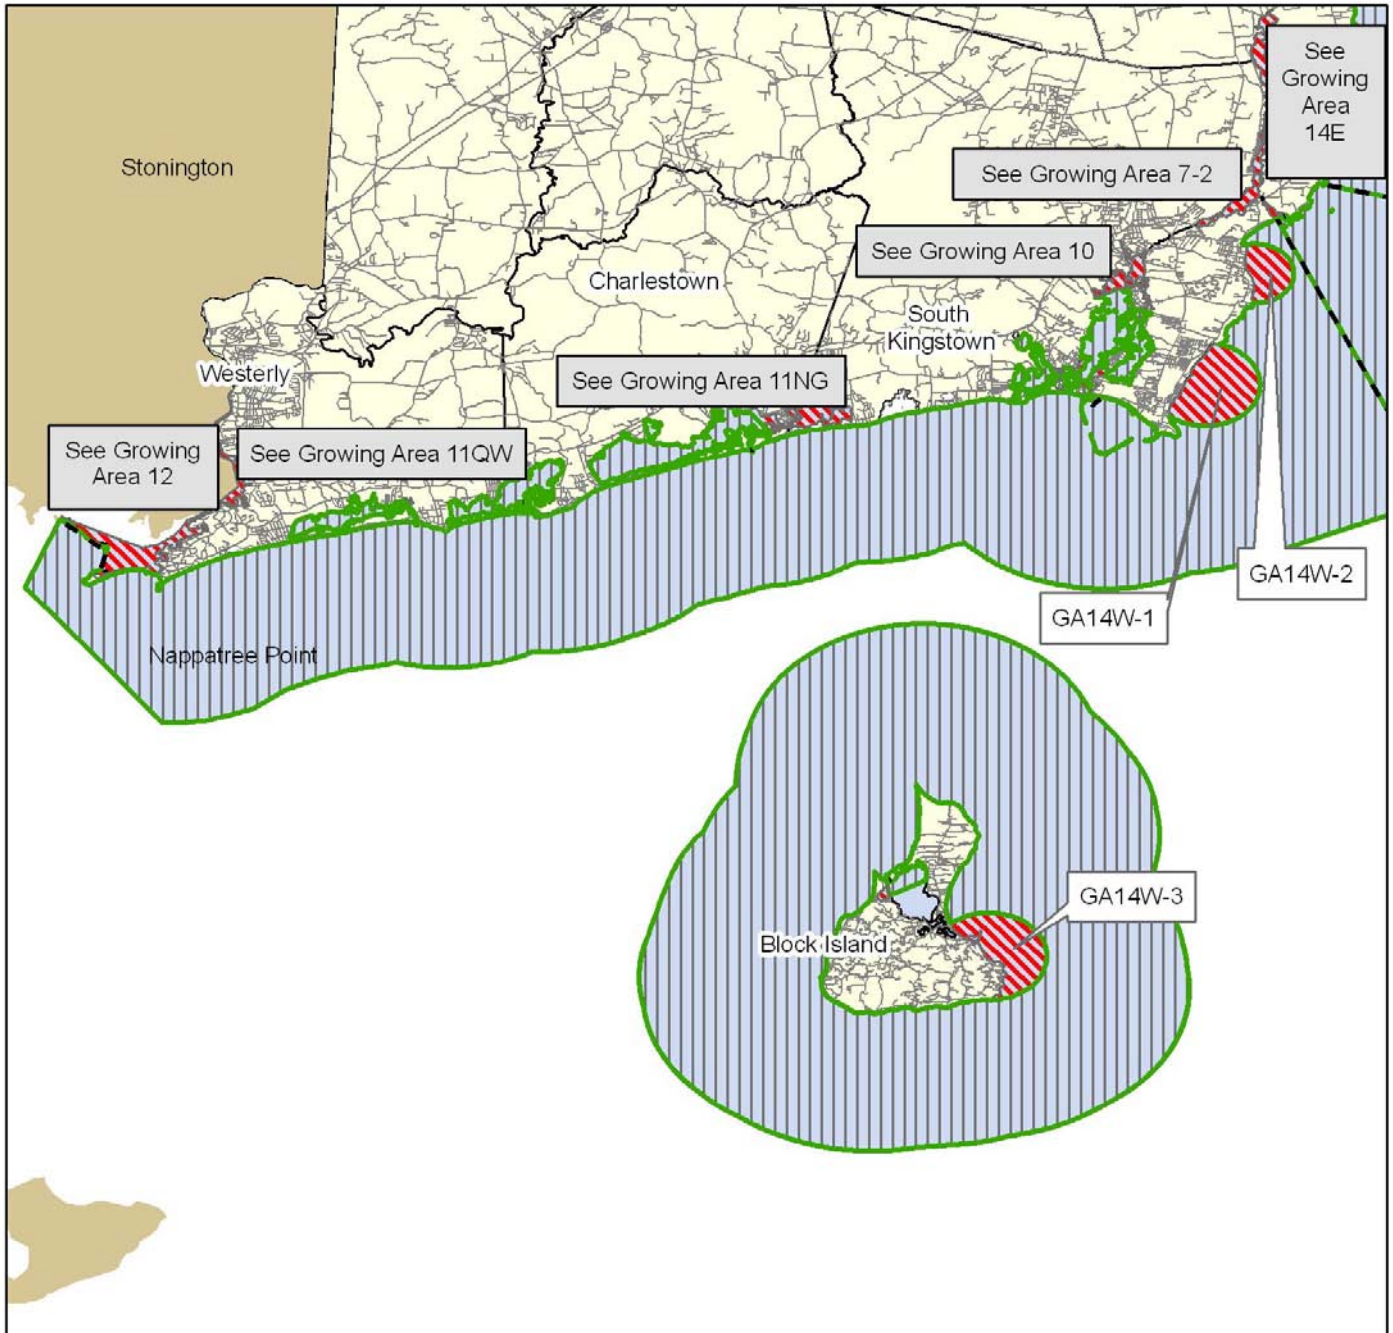 See
Growing
Area
14E
Stonington
See Growing Area 7-2
See Growing Area 10
Charlestown
South
Kingstown
Westerly
See Growing Area 11NG
See Growing
Area 12
See Growing Area 11QW
GA14W-2
GA14W-1
Nappatree Point
GA14W-3
Block Island